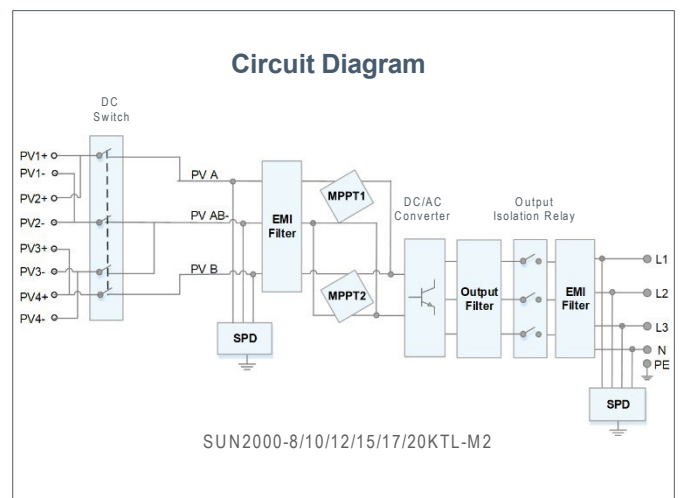 Circuit Diagram
DC
Switch
PV1+
PV1-
PV2+
PV2-
PV3+
PV3-
PV4+
PV4-
PV A
PV AB-
PV B
EMI
Filter
MPPT1
MPPT2
SPD
DC/AC
Converter
Output
Filter
Output
Isolation Relay
EMI
Filter
L1
L2
L3
N
PE
SPD
SUN2000-8/10/12/15/17/20KTL-M2